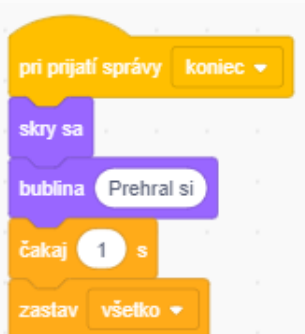 pri prijatí správy koniec
skry sa
bublina Prehral si
čakaj 1 s
zastav všetko